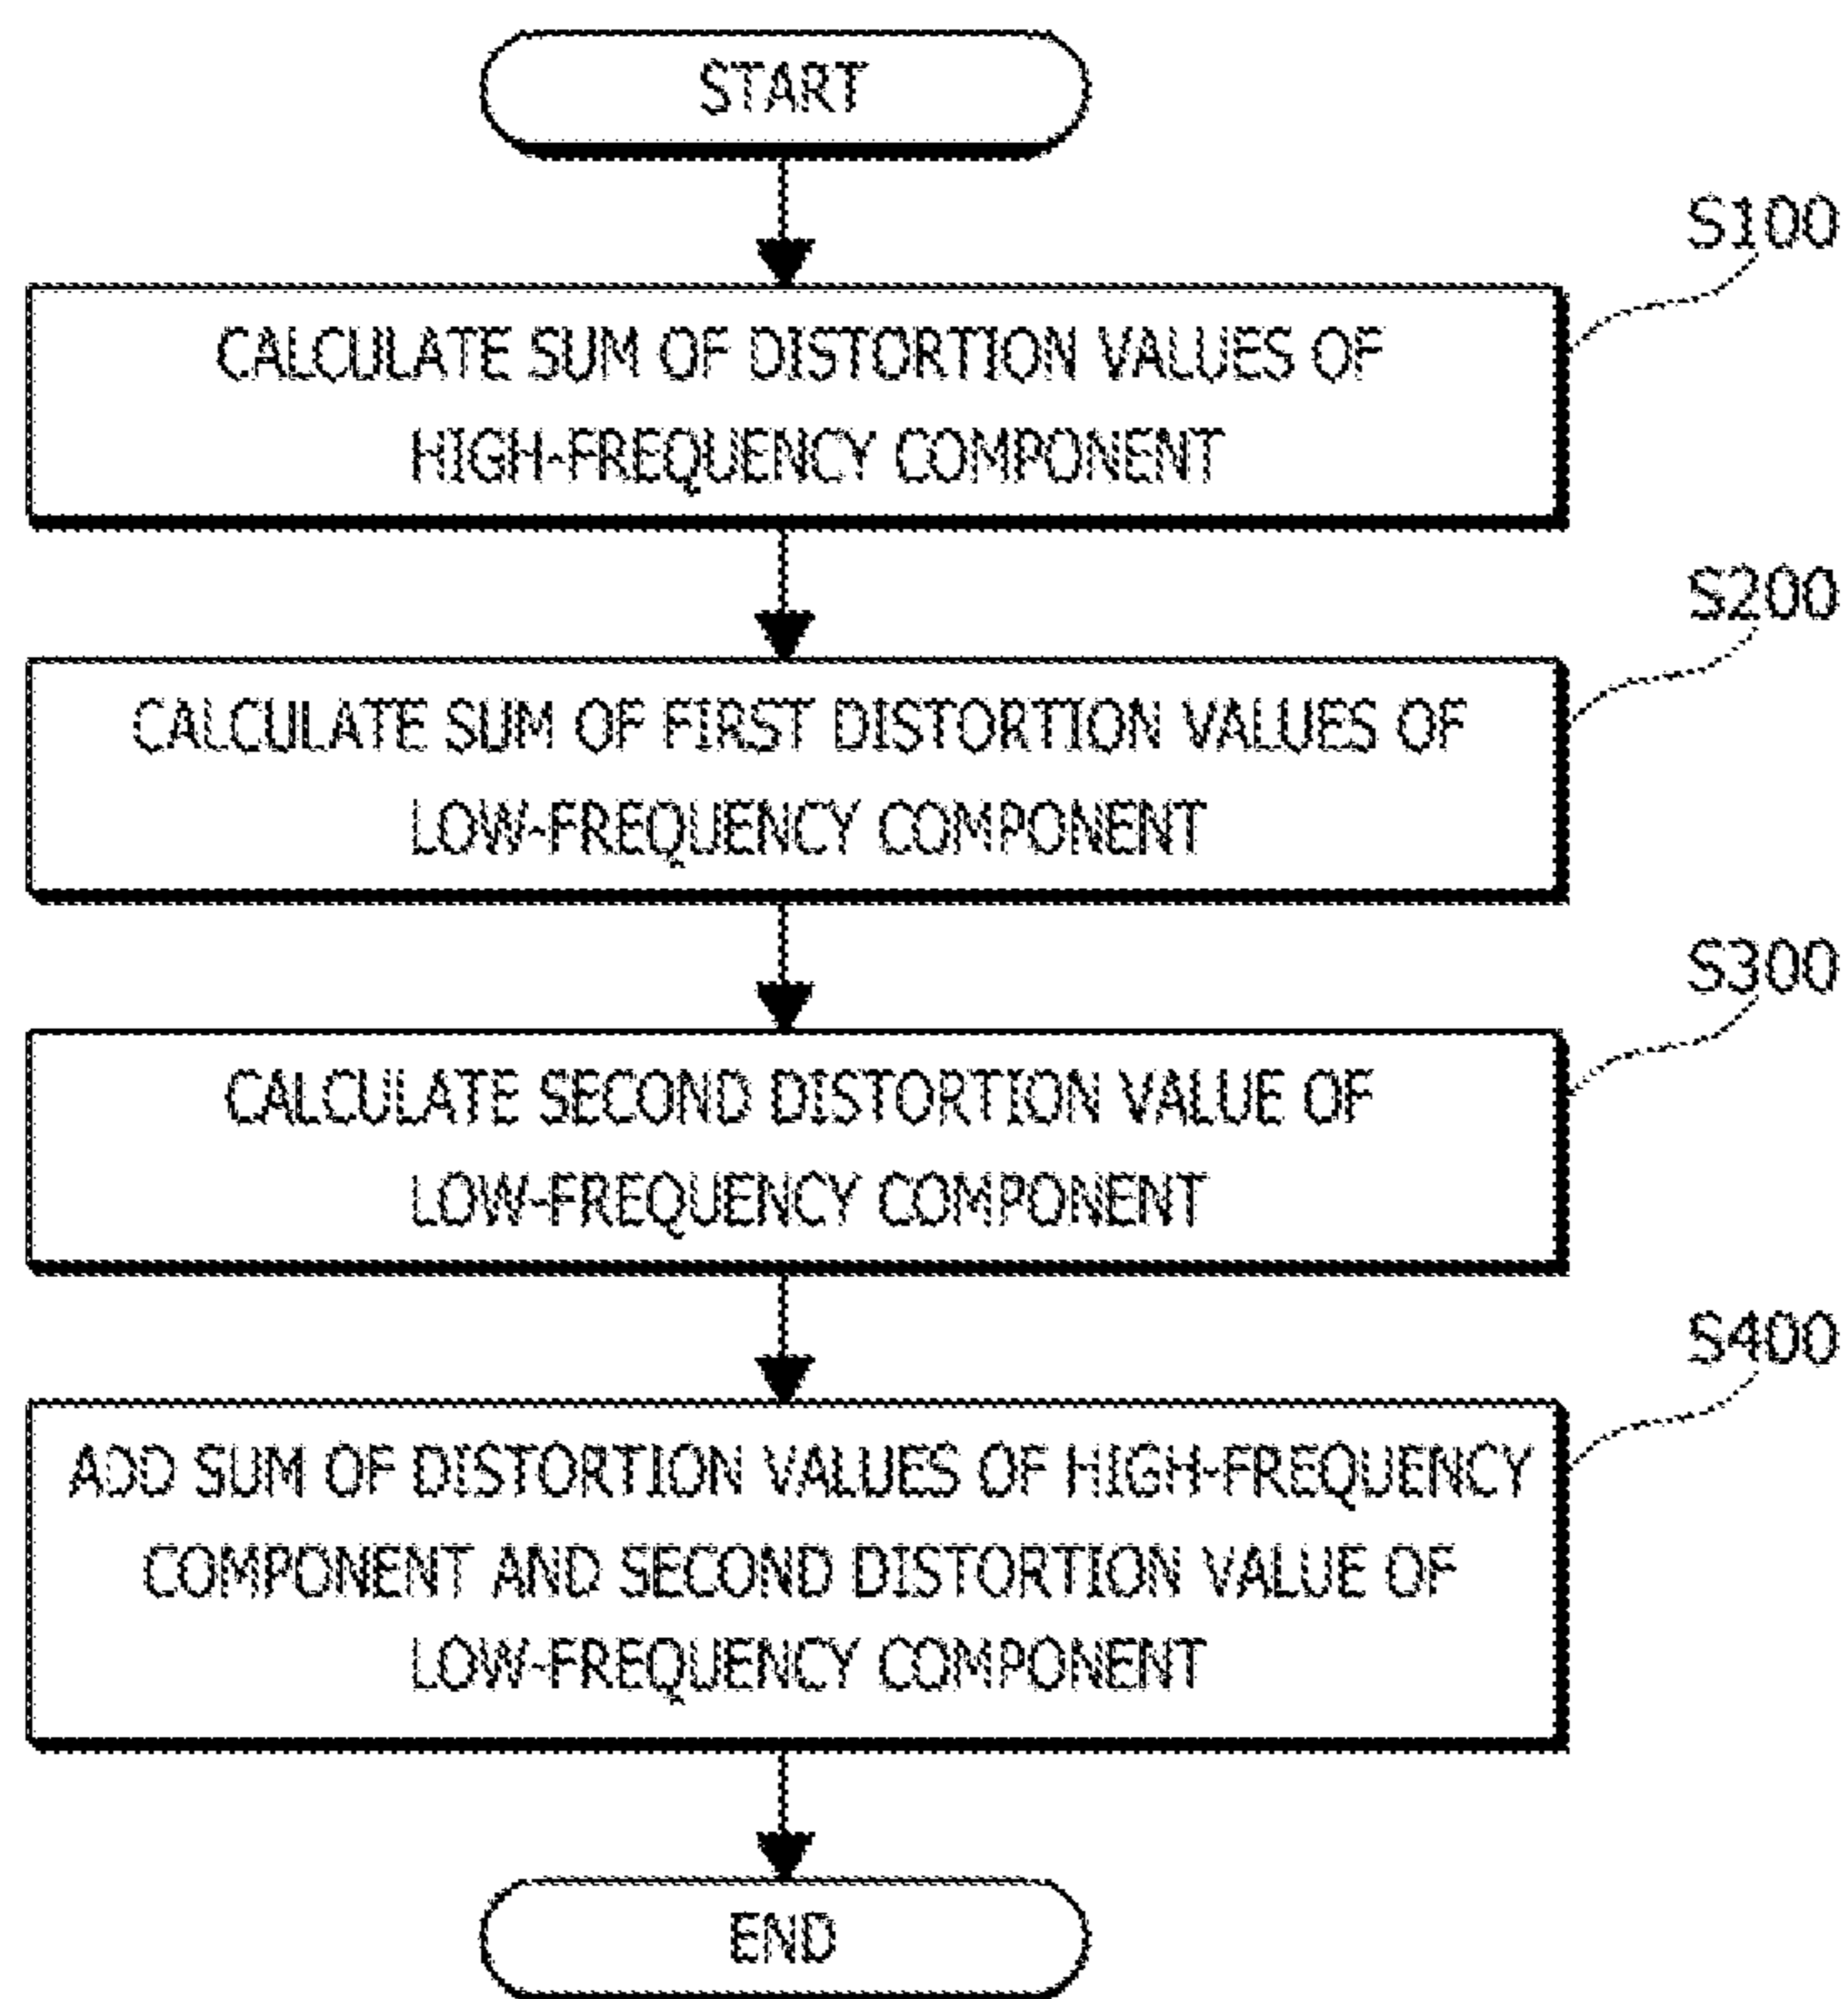 START
S100
CALCULATE SUM OF DISTORTION VALUES OF
HIGH-FREQUENCY COMPONENT
S200
CALCULATE SUM OF FIRST DISTORTION VALUES OF
LOW-FREQUENCY COMPONENT
S300
CALCULATE SECOND DISTORTION VALUE OF
LOW-FREQUENCY COMPONENT
S400
ADD SUM OF DISTORTION VALUES OF HIGH-FREQUENCY
COMPONENT AND SECOND DISTORTION VALUE OF
LOW-FREQUENCY COMPONENT
END